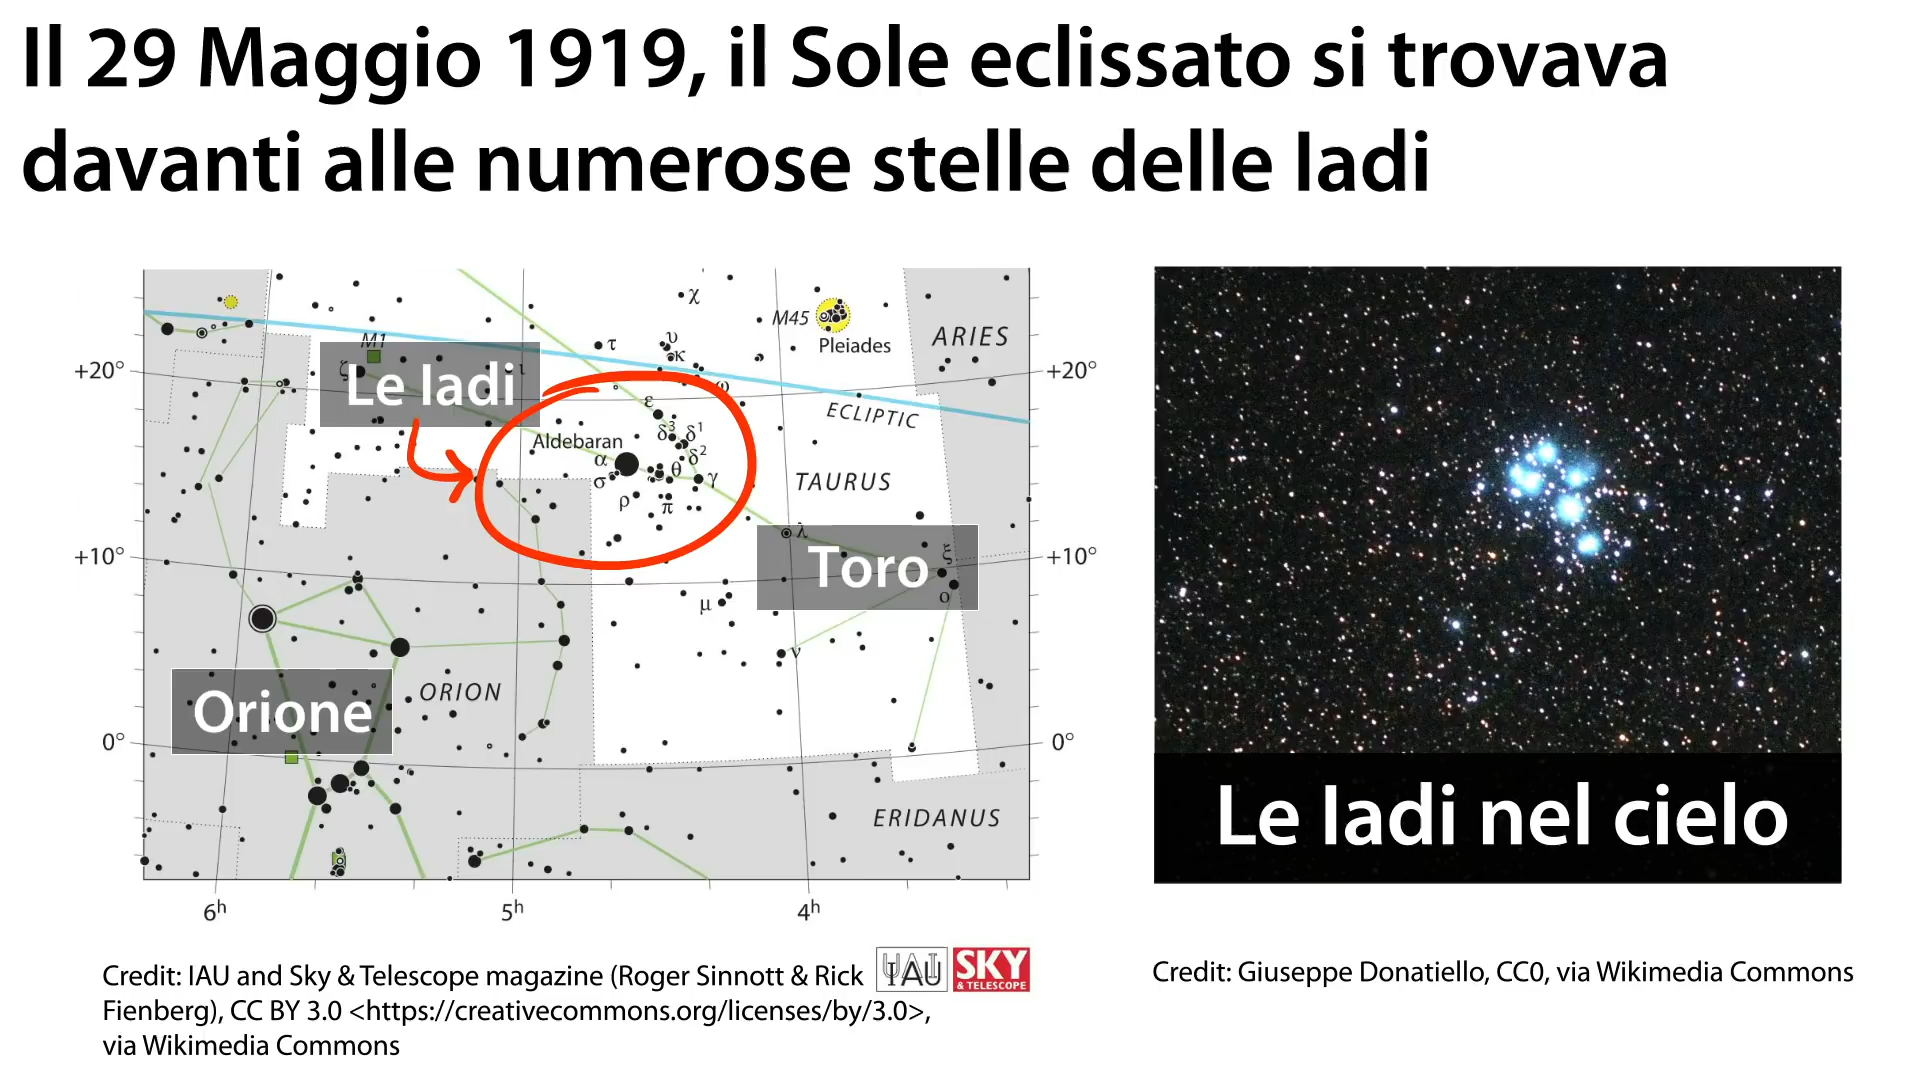 Il 29 Maggio 1919, il Sole eclissato si trovava
davanti alle numerose stelle delle Iadi
χ
M45
υ
τ
κ
Pleiades
ARIES
M1
+20°
+20°
ζ
Le Iadi
ι
ω
ε
ECLIPTIC
δ³ δ¹
Aldebaran
α
δ²
θ
σ
γ
TAURUS
ρ
π
λ
+10°
+10°
Toro
ξ
ο
μ
ν
ORION
Orione
0°
0°
ERIDANUS
6h
5h
4h
Le Iadi nel cielo
Credit: IAU and Sky & Telescope magazine (Roger Sinnott & Rick
Fienberg), CC BY 3.0 <https://creativecommons.org/licenses/by/3.0>,
via Wikimedia Commons
IAU
SKY
& TELESCOPE
Credit: Giuseppe Donatiello, CC0, via Wikimedia Commons